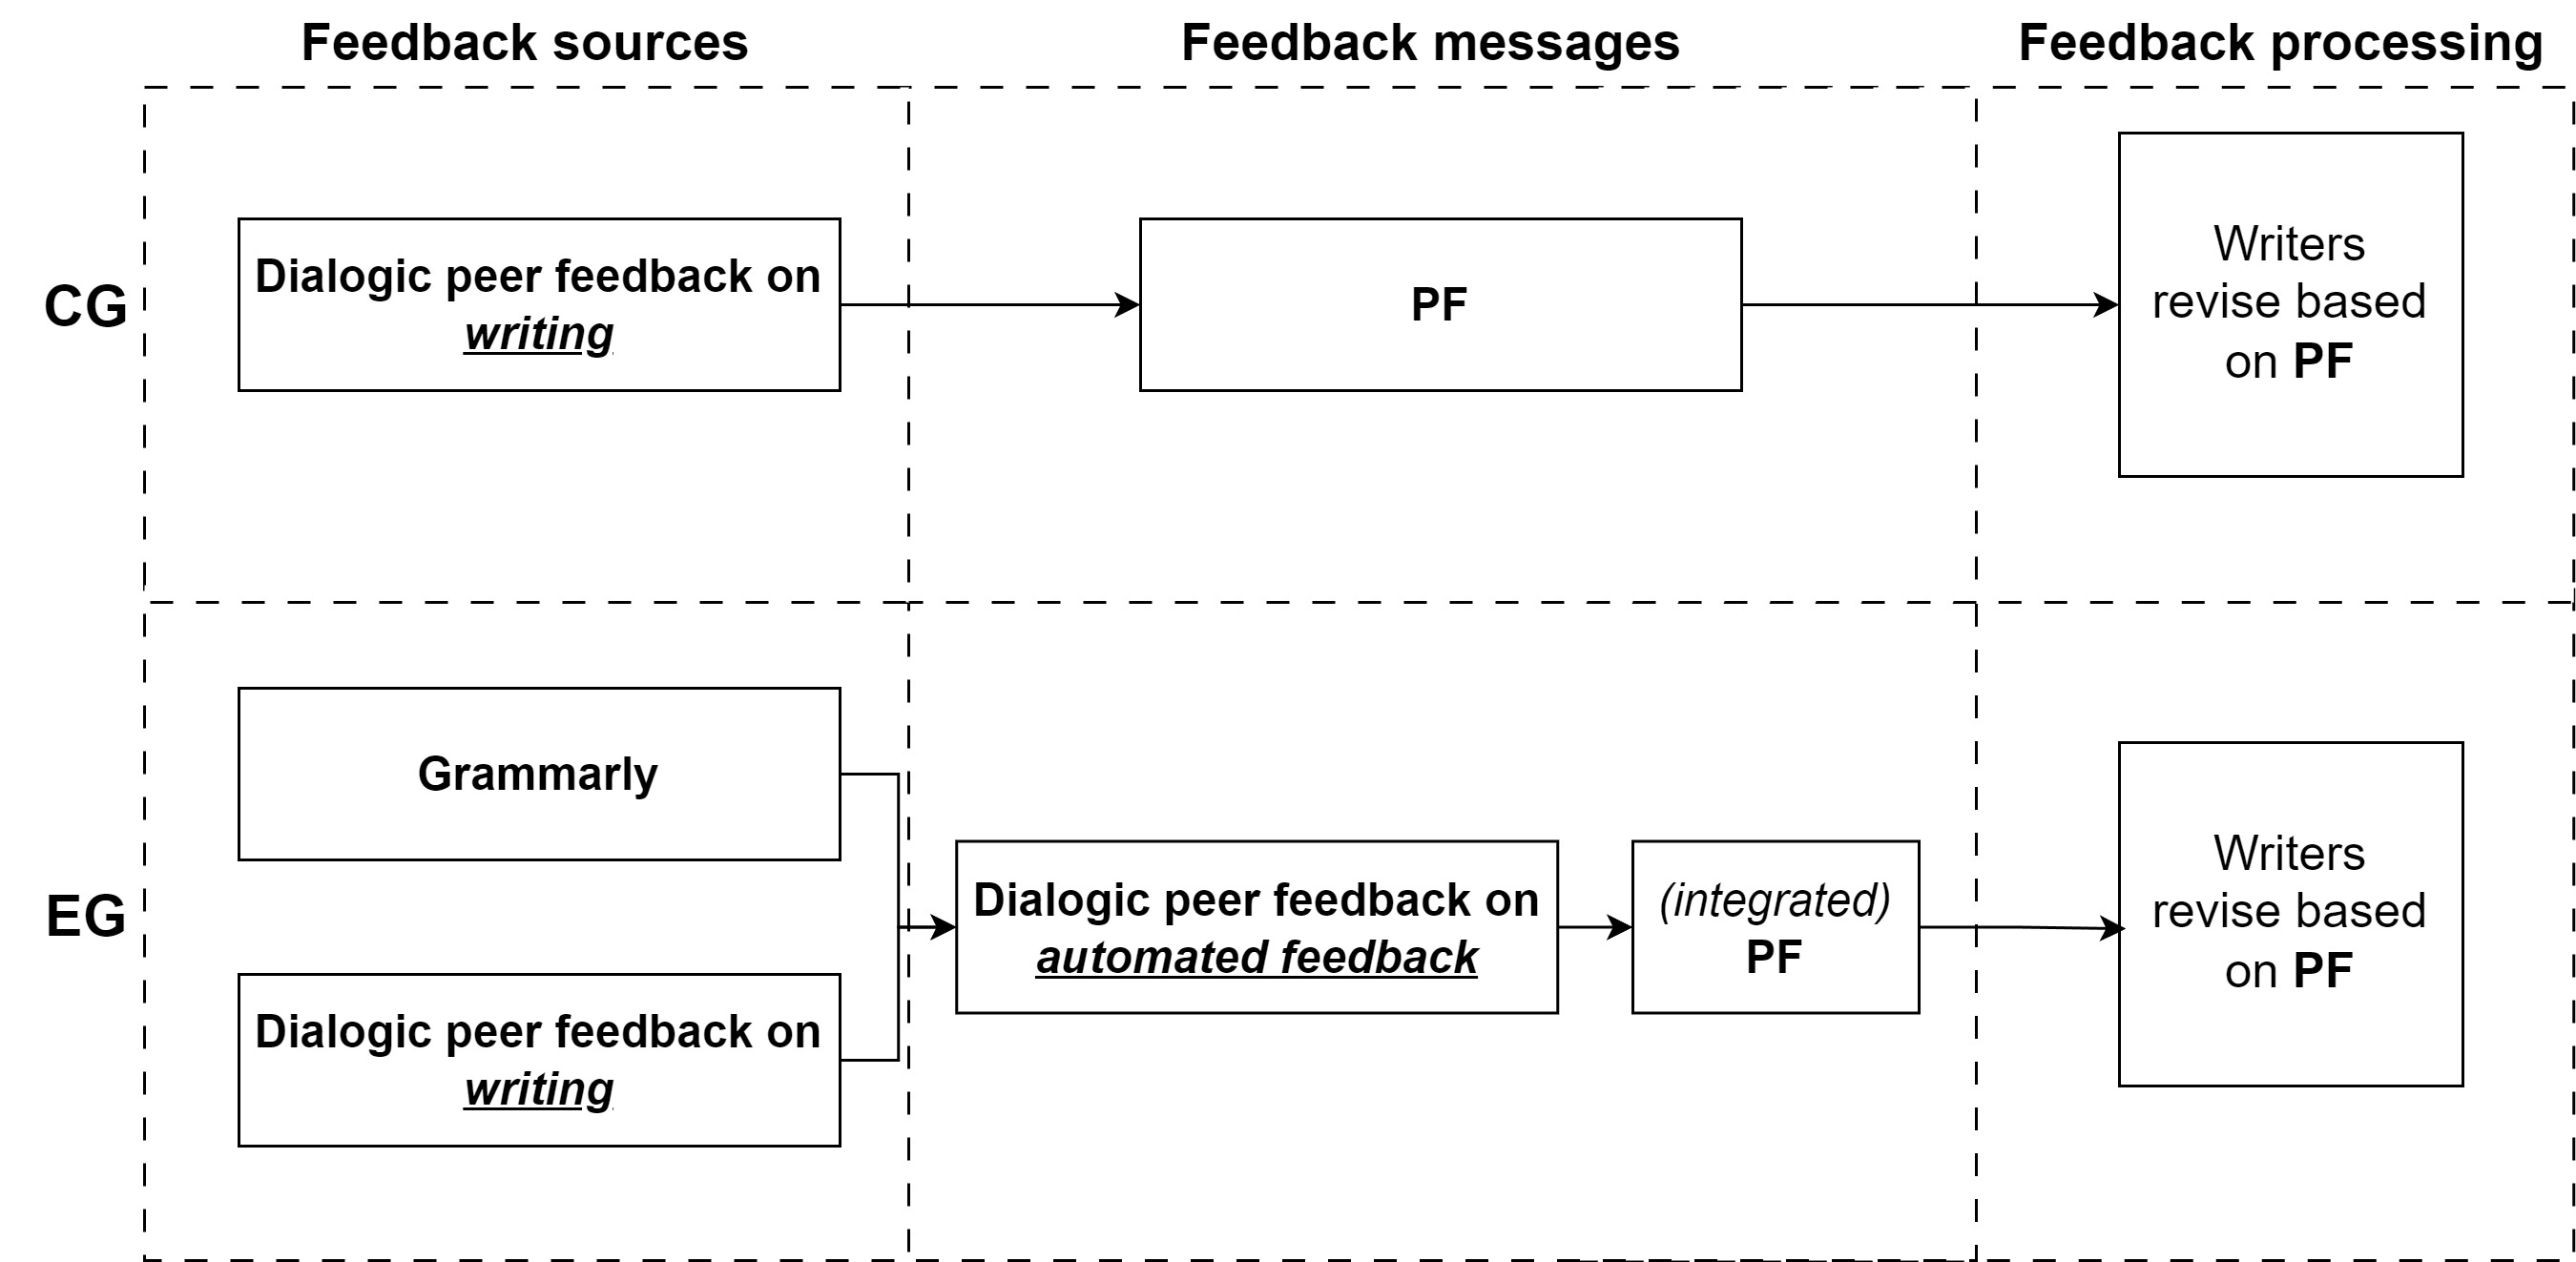 Feedback sources
Feedback messages
Feedback processing
CG
Dialogic peer feedback on
writing
PF
Writers
revise based
on PF
EG
Grammarly
Dialogic peer feedback on
writing
Dialogic peer feedback on
automated feedback
(integrated)
PF
Writers
revise based
on PF